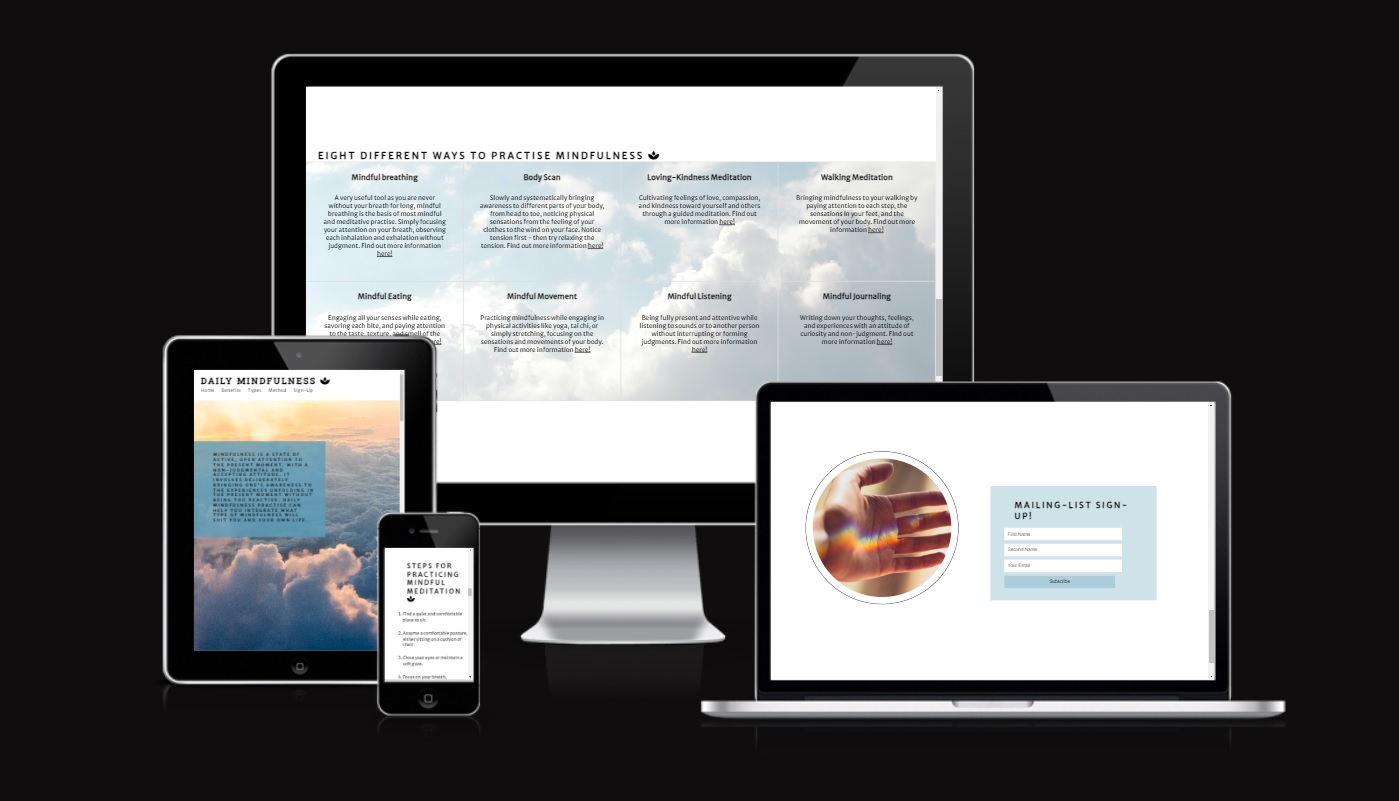 EIGHT DIFFERENT WAYS TO PRACTISE MINDFULNESS
Mindful breathing
A very useful tool as you are never
without your breath for long, mindful
breathing is the basis of most mindful
and meditative practise. Simply focusing
your attention on your breath, observing
each inhalation and exhalation without
judgment. Find out more information
here!
Body Scan
Slowly and systematically bringing
awareness to different parts of your body,
from head to toe, noticing physical
sensations from the feeling of your
clothes to the wind on your face. Notice
tension first - then try relaxing the
tension. Find out more information here!
Loving-Kindness Meditation
Cultivating feelings of love, compassion,
and kindness toward yourself and others
through a guided meditation. Find out
more information here!
Walking Meditation
Bringing mindfulness to your walking by
paying attention to each step, the
sensations in your feet, and the
movement of your body. Find out more
information here!
Mindful Eating
Engaging all your senses while eating,
savoring each bite, and paying attention
to the taste, texture, and smell of the
Mindful Movement
Practicing mindfulness while engaging in
physical activities like yoga, tai chi, or
simply stretching, focusing on the
sensations and movements of your body.
Find out more information here!
Mindful Listening
Being fully present and attentive while
listening to sounds or to another person
without interrupting or forming
judgments. Find out more information
here!
Mindful Journaling
Writing down your thoughts, feelings,
and experiences with an attitude of
curiosity and non-judgment. Find out
more information here!
DAILY MINDFULNESS
Home Benefits Types Method Sign-Up
MINDFULNESS IS A STATE OF
ACTIVE, OPEN ATTENTION TO
THE PRESENT MOMENT, WITH A
NON-JUDGMENTAL AND
ACCEPTING ATTITUDE. IT
INVOLVES DELIBERATELY
BRINGING ONE'S AWARENESS TO
THE EXPERIENCES UNFOLDING IN
THE PRESENT MOMENT WITHOUT
BEING TOO REACTIVE. DAILY
MINDFULNESS PRACTISE CAN
HELP YOU INTEGRATE WHAT
TYPE OF MINDFULNESS WILL
SUIT YOU AND YOUR OWN LIFE.
STEPS FOR
PRACTICING
MINDFUL
MEDITATION
1. Find a quiet and comfortable
place to sit.
2. Assume a comfortable posture,
either sitting on a cushion or
chair.
3. Close your eyes or maintain a
soft gaze.
4. Focus on your breath,
MAILING-LIST SIGN-
UP!
First Name
Second Name
Your Email
Subscribe